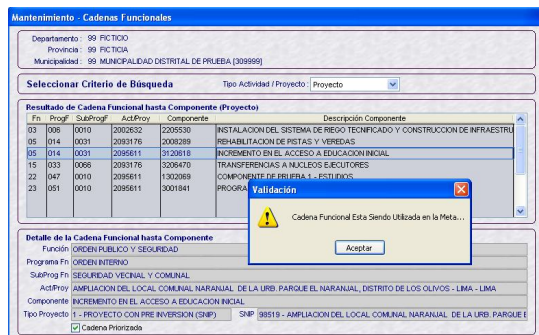 Mantenimiento - Cadenas Funcionales
Departamento : 99 FICTICIO
Provincia : 99 FICTICIA
Municipalidad : 99 MUNICIPALIDAD DISTRITAL DE PRUEBA [309999]
Seleccionar Criterio de Búsqueda Tipo Actividad / Proyecto : Proyecto
Resultado de Cadena Funcional hasta Componente (Proyecto)
Fn ProgF SubProgF Act/Proy Componente Descripción Componente
03 006 0010 2002632 2205530 INSTALACION DEL SISTEMA DE RIEGO TECNIFICADO Y CONSTRUCCION DE INFRAESTRU
05 014 0031 2093176 2008289 REHABILITACION DE PISTAS Y VEREDAS
05 014 0031 2095611 3120618 INCREMENTO EN EL ACCESO A EDUCACION INICIAL
15 033 0066 2093176 3206470 TRANSFERENCIAS A NUCLEOS EJECUTORES
22 047 0010 2095611 1302069 COMPONENTE DE PRUEBA 1 - ESTUDIOS
23 051 0010 2095611 3001841 PROGRA
Validación
Cadena Funcional Esta Siendo Utilizada en la Meta...
Aceptar
Detalle de la Cadena Funcional hasta Componente
Función ORDEN PUBLICO Y SEGURIDAD
Programa Fn ORDEN INTERNO
SubProg Fn SEGURIDAD VECINAL Y COMUNAL
Act/Proy AMPLIACION DEL LOCAL COMUNAL NARANJAL DE LA URB. PARQUE EL NARANJAL, DISTRITO DE LOS OLIVOS - LIMA - LIMA
Componente INCREMENTO EN EL ACCESO A EDUCACION INICIAL
Tipo Proyecto 1 - PROYECTO CON PRE INVERSION (SNIP) SNIP 98519 - AMPLIACION DEL LOCAL COMUNAL NARANJAL DE LA URB. PARQUE E
Cadena Priorizada